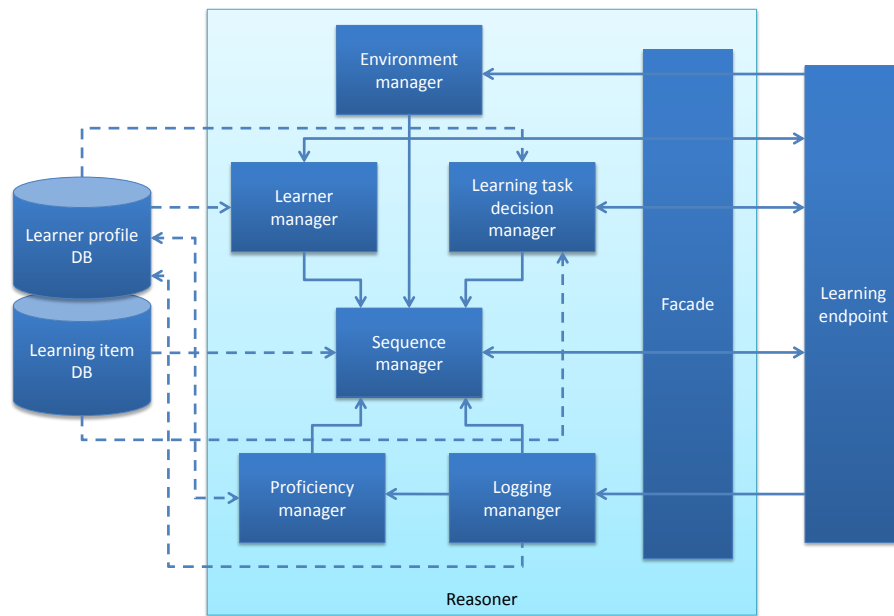 Environment
manager
Learner
manager
Learning task
decision
manager
Learner profile
DB
Facade
Learning
endpoint
Sequence
manager
Learning item
DB
Proficiency
manager
Logging
mananger
Reasoner